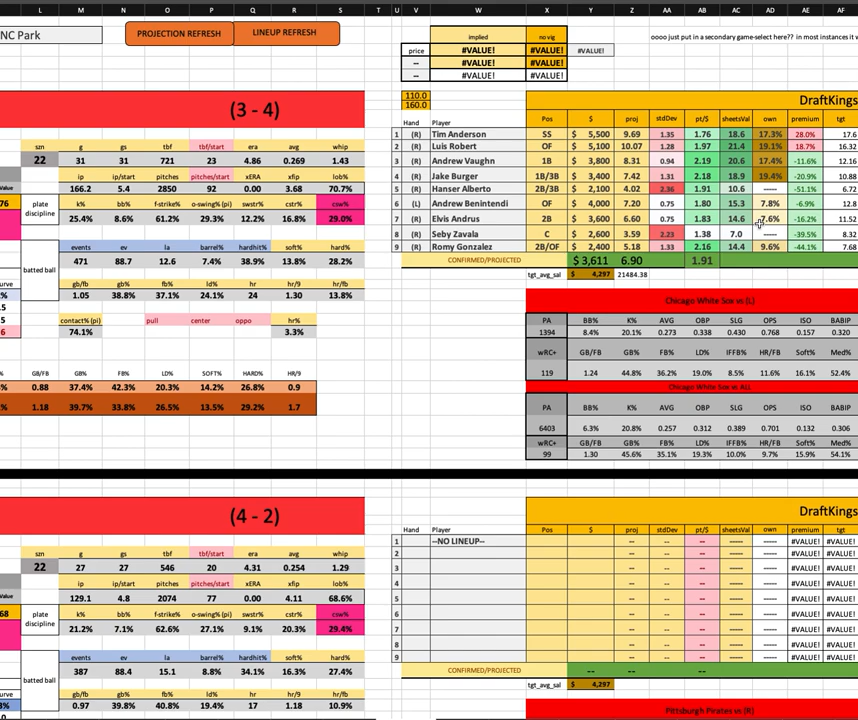 L M N O P Q R S T U V W X Y Z AA AB AC AD AE AF
NC Park PROJECTION REFRESH LINEUP REFRESH implied no vig oooo just put in a secondary game-select here?? in most instances it w
price #VALUE! #VALUE! #VALUE!
-- #VALUE! #VALUE!
-- #VALUE! #VALUE!
(3 - 4) 110.0 DraftKings
160.0
Hand Player Pos $ proj stdDev pt/$ sheetsVal own premium tgt
szn g gs tbf tbf/start era avg whip 1 (R) Tim Anderson SS $ 5,500 9.69 1.35 1.76 18.6 17.3% 28.0% 17.6
22 31 31 721 23 4.86 0.269 1.43 2 (R) Luis Robert OF $ 5,100 10.07 1.28 1.97 21.4 19.1% 18.7% 16.32
3 (R) Andrew Vaughn 1B $ 3,800 8.31 0.94 2.19 20.6 17.4% -11.6% 12.16
ip ip/start pitches pitches/start xERA xfip lob% 4 (R) Jake Burger 1B/3B $ 3,400 7.42 1.31 2.18 18.9 19.4% -20.9% 10.88
Value 166.2 5.4 2850 92 0.00 3.68 70.7% 5 (R) Hanser Alberto 2B/3B $ 2,100 4.02 2.36 1.91 10.6 ----- -51.1% 6.72
76 plate discipline k% bb% f-strike% o-swing% (pi) swstr% cstr% csw% 6 (L) Andrew Benintendi OF $ 4,000 7.20 0.75 1.80 15.3 7.8% -6.9% 12.8
25.4% 8.6% 61.2% 29.3% 12.2% 16.8% 29.0% 7 (R) Elvis Andrus 2B $ 3,600 6.60 0.75 1.83 14.6 7.6% -16.2% 11.52
8 (R) Seby Zavala C $ 2,600 3.59 2.23 1.38 7.0 ----- -39.5% 8.32
batted ball events ev la barrel% hardhit% soft% hard% 9 (R) Romy Gonzalez 2B/OF $ 2,400 5.18 1.33 2.16 14.4 9.6% -44.1% 7.68
471 88.7 12.6 7.4% 38.9% 13.8% 28.2% CONFIRMED/PROJECTED $ 3,611 6.90 1.91
tgt_avg_sal $ 4,297 21484.38
urve gb/fb gb% fb% ld% hr hr/9 hr/fb
% 1.05 38.8% 37.1% 24.1% 24 1.30 13.8% Chicago White Sox vs (L)
.5
5 contact% (pi) pull center oppo hr% PA BB% K% AVG OBP SLG OPS ISO BABIP
6 74.1% 3.3% 1394 8.4% 20.1% 0.273 0.338 0.430 0.768 0.157 0.320
wRC+ GB/FB GB% FB% LD% IFFB% HR/FB Soft% Med%
% GB/FB GB% FB% LD% SOFT% HARD% HR/9 119 1.24 44.8% 36.2% 19.0% 8.5% 11.6% 16.1% 52.4%
% 0.88 37.4% 42.3% 20.3% 14.2% 26.8% 0.9 Chicago White Sox vs ALL
% 1.18 39.7% 33.8% 26.5% 13.5% 29.2% 1.7 PA BB% K% AVG OBP SLG OPS ISO BABIP
6403 6.3% 20.8% 0.257 0.312 0.389 0.701 0.132 0.306
wRC+ GB/FB GB% FB% LD% IFFB% HR/FB Soft% Med%
99 1.30 45.6% 35.1% 19.3% 10.0% 9.7% 15.9% 54.1%
(4 - 2) DraftKings
Hand Player Pos $ proj stdDev pt/$ sheetsVal own premium tgt
1 --NO LINEUP-- -- -- -- ----- ----- #VALUE! #VALUE!
szn g gs tbf tbf/start era avg whip 2 -- -- -- ----- ----- #VALUE! #VALUE!
22 27 27 546 20 4.31 0.254 1.29 3 -- -- -- ----- ----- #VALUE! #VALUE!
ip ip/start pitches pitches/start xERA xfip lob% 4 -- -- -- ----- ----- #VALUE! #VALUE!
Value 129.1 4.8 2074 77 0.00 4.11 68.6% 5 -- -- -- ----- ----- #VALUE! #VALUE!
68 plate discipline k% bb% f-strike% o-swing% (pi) swstr% cstr% csw% 6 -- -- -- ----- ----- #VALUE! #VALUE!
21.2% 7.1% 62.6% 27.1% 9.1% 20.3% 29.4% 7 -- -- -- ----- ----- #VALUE! #VALUE!
8 -- -- -- ----- ----- #VALUE! #VALUE!
batted ball events ev la barrel% hardhit% soft% hard% 9 -- -- -- ----- ----- #VALUE! #VALUE!
387 88.4 15.1 8.8% 34.1% 16.3% 27.4% CONFIRMED/PROJECTED -- -- --
tgt_avg_sal $ 4,297
urve gb/fb gb% fb% ld% hr hr/9 hr/fb
3% 0.97 39.8% 40.8% 19.4% 17 1.18 10.9% Pittsburgh Pirates vs (R)